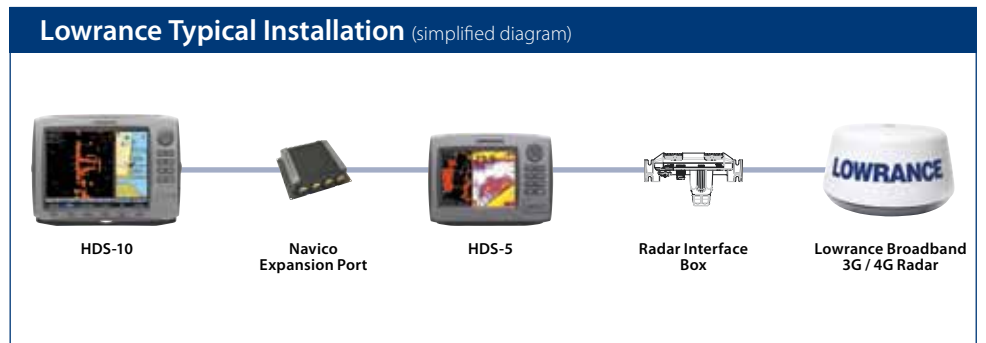 Lowrance Typical Installation (simplified diagram)
HDS-10
Navico
Expansion Port
HDS-5
Radar Interface
Box
LOWRANCE
Lowrance Broadband
3G / 4G Radar